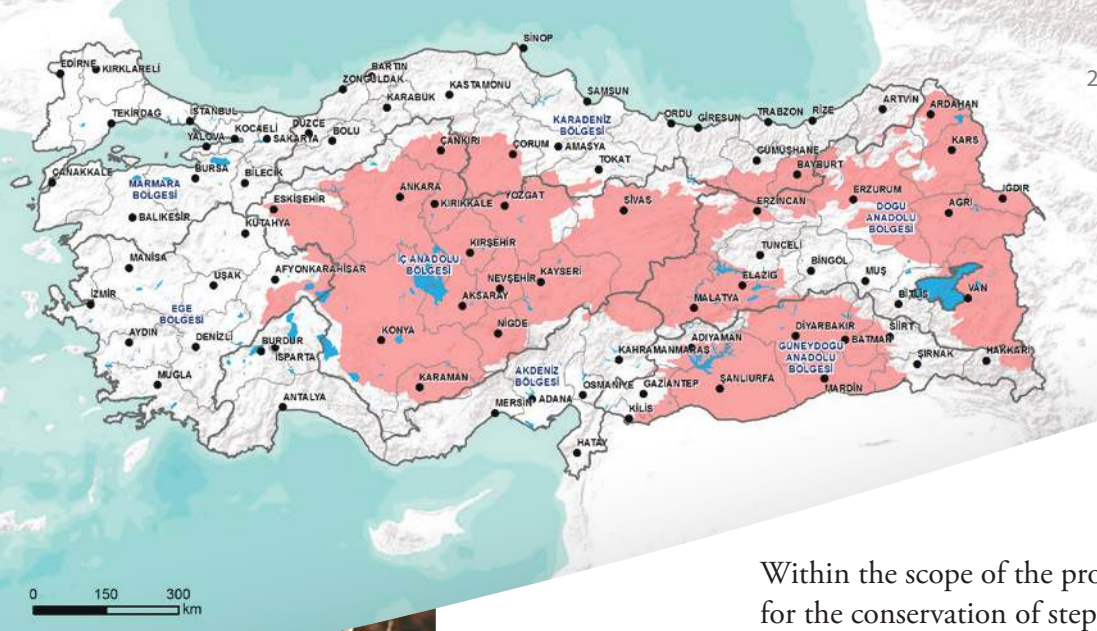 SİNOP
EDİRNE
KIRKLARELİ
BARTIN
ZONGULDAK
KASTAMONU
KARABÜK
TEKİRDAĞ
İSTANBUL
SAMSUN
ARTVİN
ARDAHAN
2
DÜZCE
KOCAELİ
YALOVA
SAKARYA
BOLU
KARADENİZ
BÖLGESİ
ORDU
GİRESUN
TRABZON
RİZE
ÇANKIRI
ÇORUM
AMASYA
KARS
ÇANAKKALE
BURSA
BİLECİK
TOKAT
GÜMÜŞHANE
BAYBURT
MARMARA
BÖLGESİ
ESKİŞEHİR
ANKARA
KIRIKKALE
YOZGAT
SİVAS
ERZİNCAN
ERZURUM
IĞDIR
BALIKESİR
KÜTAHYA
DOĞU
ANADOLU
BÖLGESİ
AĞRI
KIRŞEHİR
TUNCELİ
MANİSA
UŞAK
AFYONKARAHİSAR
İÇ ANADOLU
BÖLGESİ
NEVŞEHİR
KAYSERİ
ELAZIĞ
BİNGÖL
MUŞ
İZMİR
EGE
BÖLGESİ
AKSARAY
MALATYA
BİTLİS
VAN
AYDIN
DENİZLİ
BURDUR
ISPARTA
KONYA
NİĞDE
ADIYAMAN
DİYARBAKIR
BATMAN
SİİRT
KAHRAMANMARAŞ
GÜNEYDOĞU
ANADOLU
BÖLGESİ
ŞIRNAK
HAKKARİ
MUĞLA
ANTALYA
KARAMAN
AKDENİZ
BÖLGESİ
MERSİN
ADANA
OSMANİYE
GAZİANTEP
ŞANLIURFA
MARDİN
KİLİS
HATAY
0 150 300
km
Within the scope of the pro
for the conservation of step